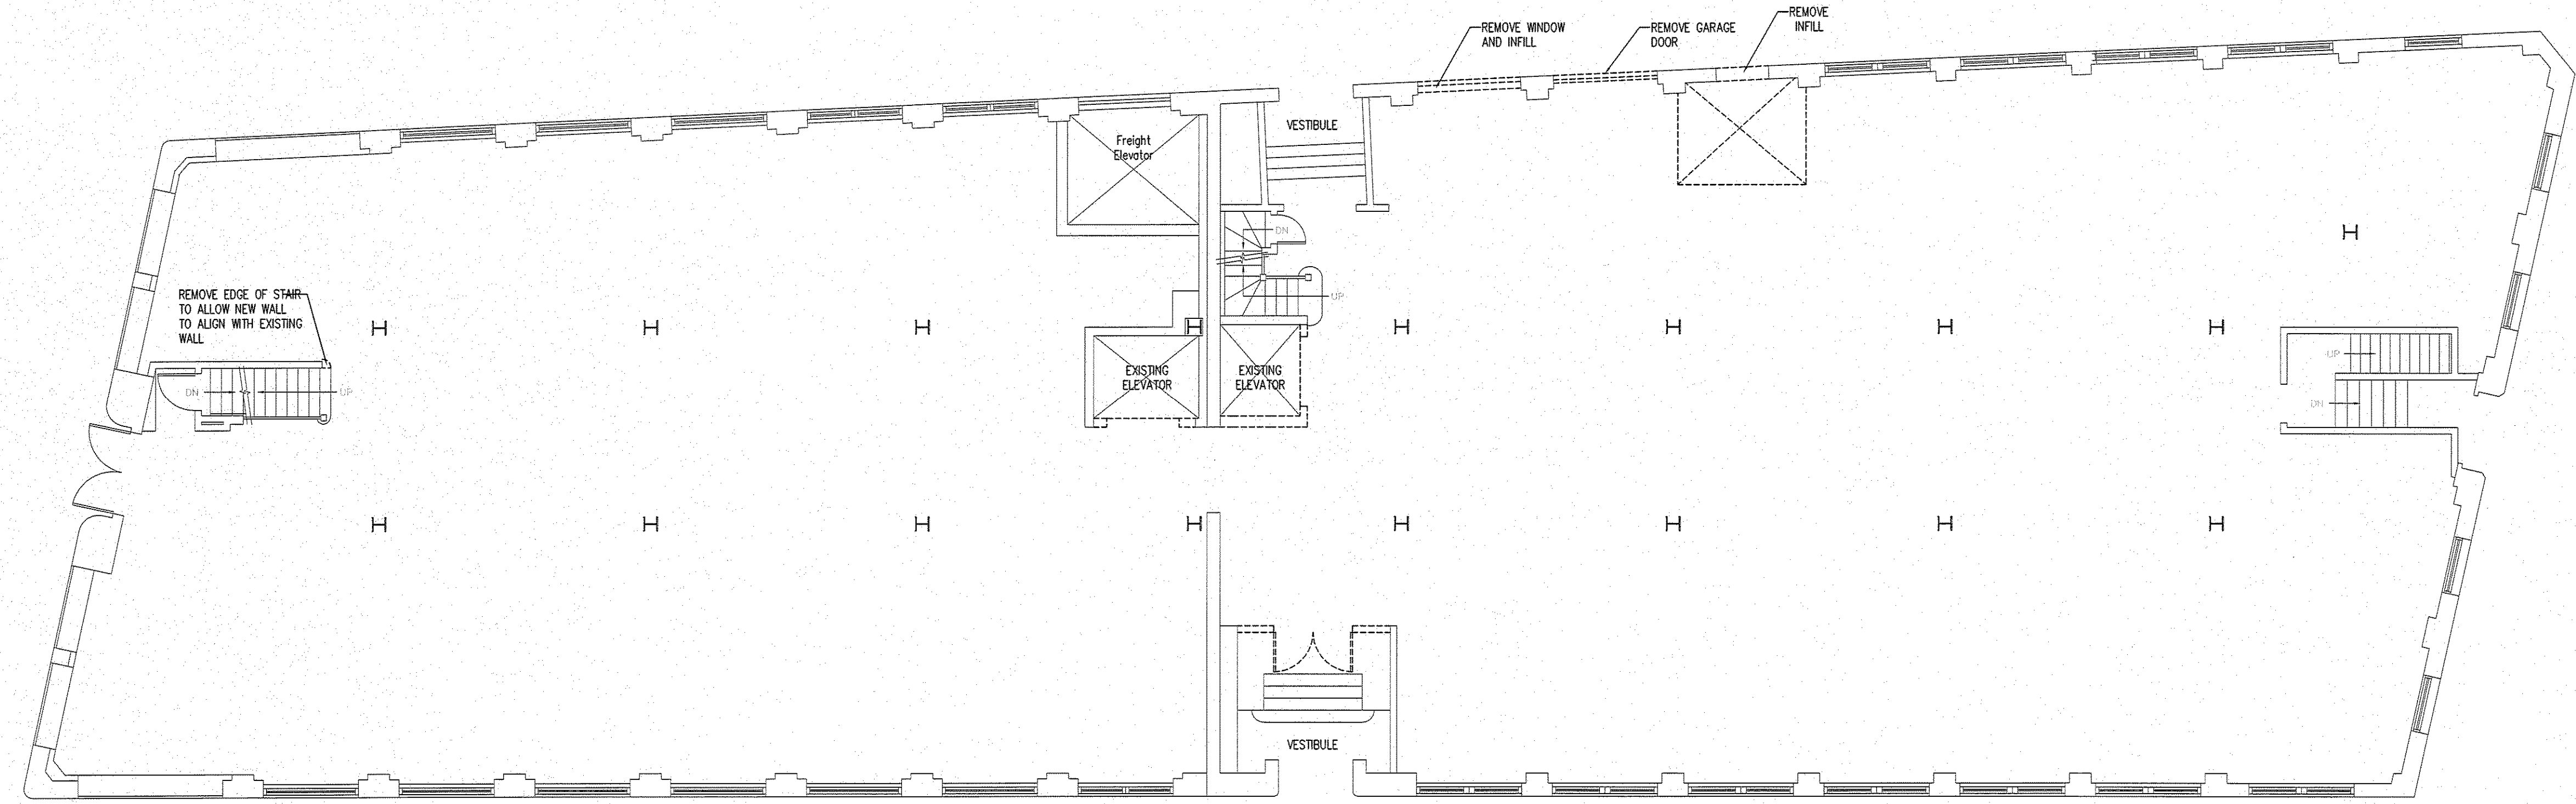 REMOVE WINDOW
AND INFILL
REMOVE GARAGE
DOOR
REMOVE
INFILL
VESTIBULE
Freight
Elevator
DN
UP
REMOVE EDGE OF STAIR
TO ALLOW NEW WALL
TO ALIGN WITH EXISTING
WALL
DN
UP
EXISTING
ELEVATOR
EXISTING
ELEVATOR
UP
DN
VESTIBULE